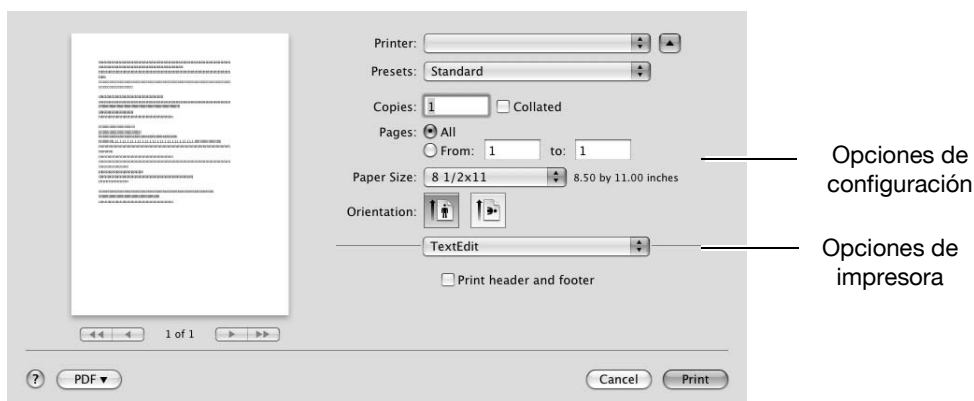 Printer:
Presets: Standard
Copies: 1 Collated
Pages: All
From: 1 to: 1
Paper Size: 8 1/2x11 8.50 by 11.00 inches
Orientation:
TextEdit
Print header and footer
1 of 1
? PDF
Cancel Print
Opciones de
configuración
Opciones de
impresora